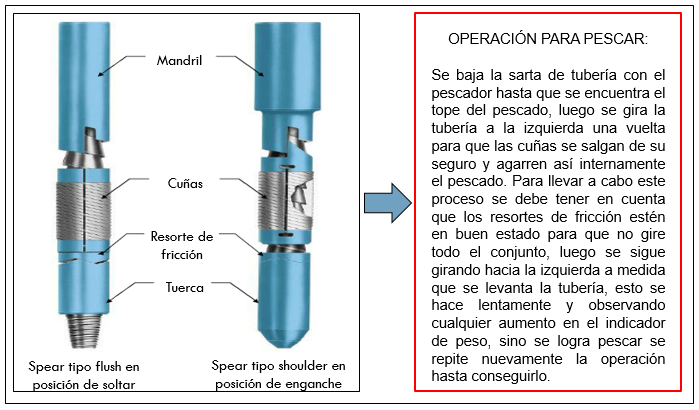 Mandril
Cuñas
Resorte de
fricción
Tuerca
Spear tipo flush en
posición de soltar
Spear tipo shoulder en
posición de enganche
OPERACIÓN PARA PESCAR:
Se baja la sarta de tubería con el
pescador hasta que se encuentra el
tope del pescado, luego se gira la
tubería a la izquierda una vuelta
para que las cuñas se salgan de su
seguro y agarren así internamente
el pescado. Para llevar a cabo este
proceso se debe tener en cuenta
que los resortes de fricción estén
en buen estado para que no gire
todo el conjunto, luego se sigue
girando hacia la izquierda a medida
que se levanta la tubería, esto se
hace lentamente y observando
cualquier aumento en el indicador
de peso, sino se logra pescar se
repite nuevamente la operación
hasta conseguirlo.